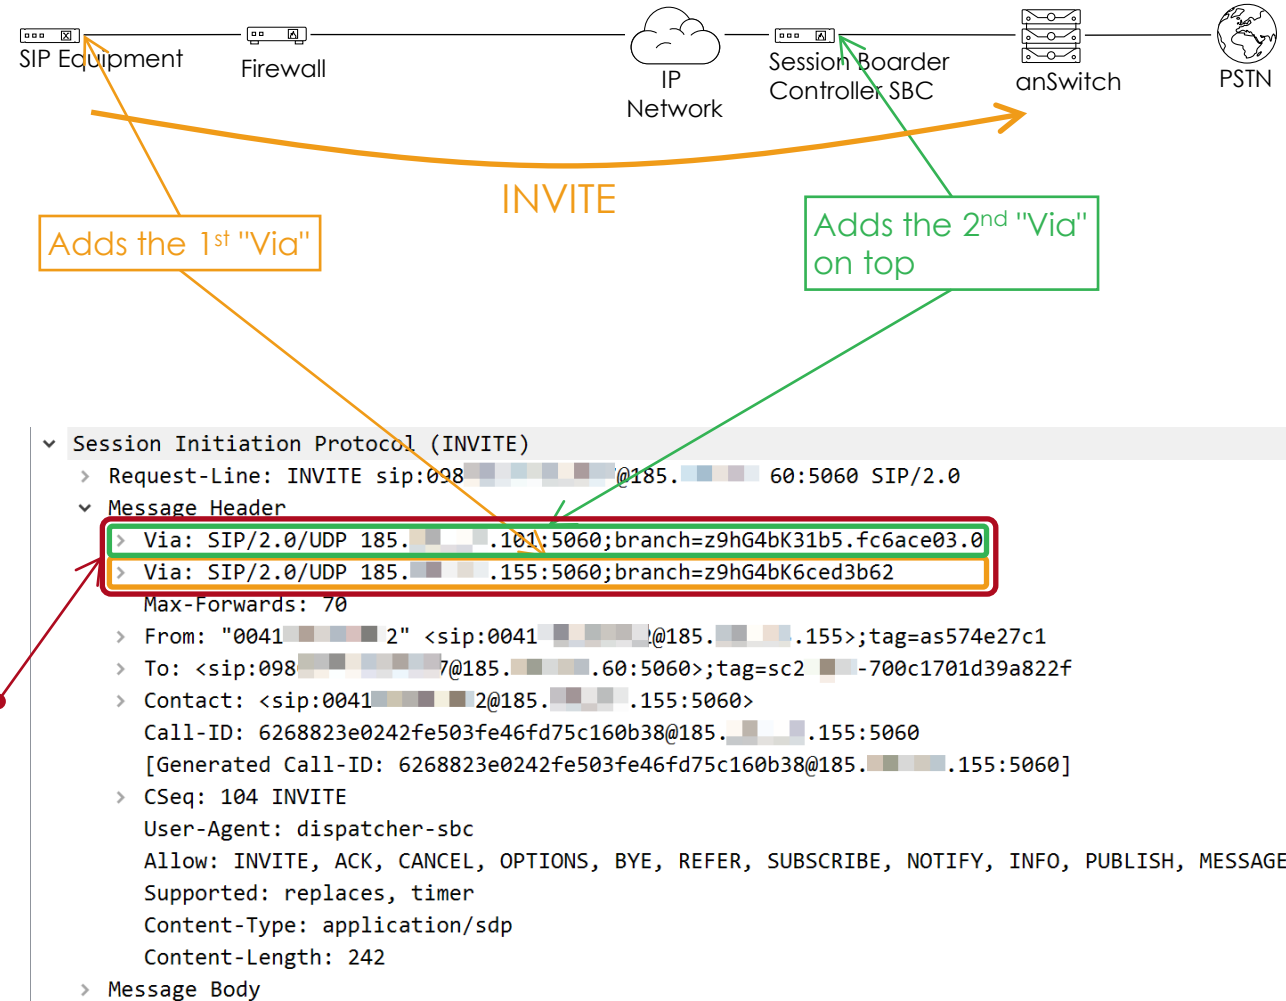 SIP Equipment
Firewall
IP
Network
Session Boarder
Controller SBC
anSwitch
PSTN
INVITE
Adds the 1st "Via"
Adds the 2nd "Via"
on top
Session Initiation Protocol (INVITE)
Request-Line: INVITE sip:098 @185. 60:5060 SIP/2.0
Message Header
Via: SIP/2.0/UDP 185. .101:5060;branch=z9hG4bK31b5.fc6ace03.0
Via: SIP/2.0/UDP 185. .155:5060;branch=z9hG4bK6ced3b62
Max-Forwards: 70
From: "0041 2" <sip:0041 @185. .155>;tag=as574e27c1
To: <sip:098 7@185. .60:5060>;tag=sc2 -700c1701d39a822f
Contact: <sip:0041 2@185. .155:5060>
Call-ID: 6268823e0242fe503fe46fd75c160b38@185. .155:5060
[Generated Call-ID: 6268823e0242fe503fe46fd75c160b38@185. .155:5060]
CSeq: 104 INVITE
User-Agent: dispatcher-sbc
Allow: INVITE, ACK, CANCEL, OPTIONS, BYE, REFER, SUBSCRIBE, NOTIFY, INFO, PUBLISH, MESSAGE
Supported: replaces, timer
Content-Type: application/sdp
Content-Length: 242
Message Body